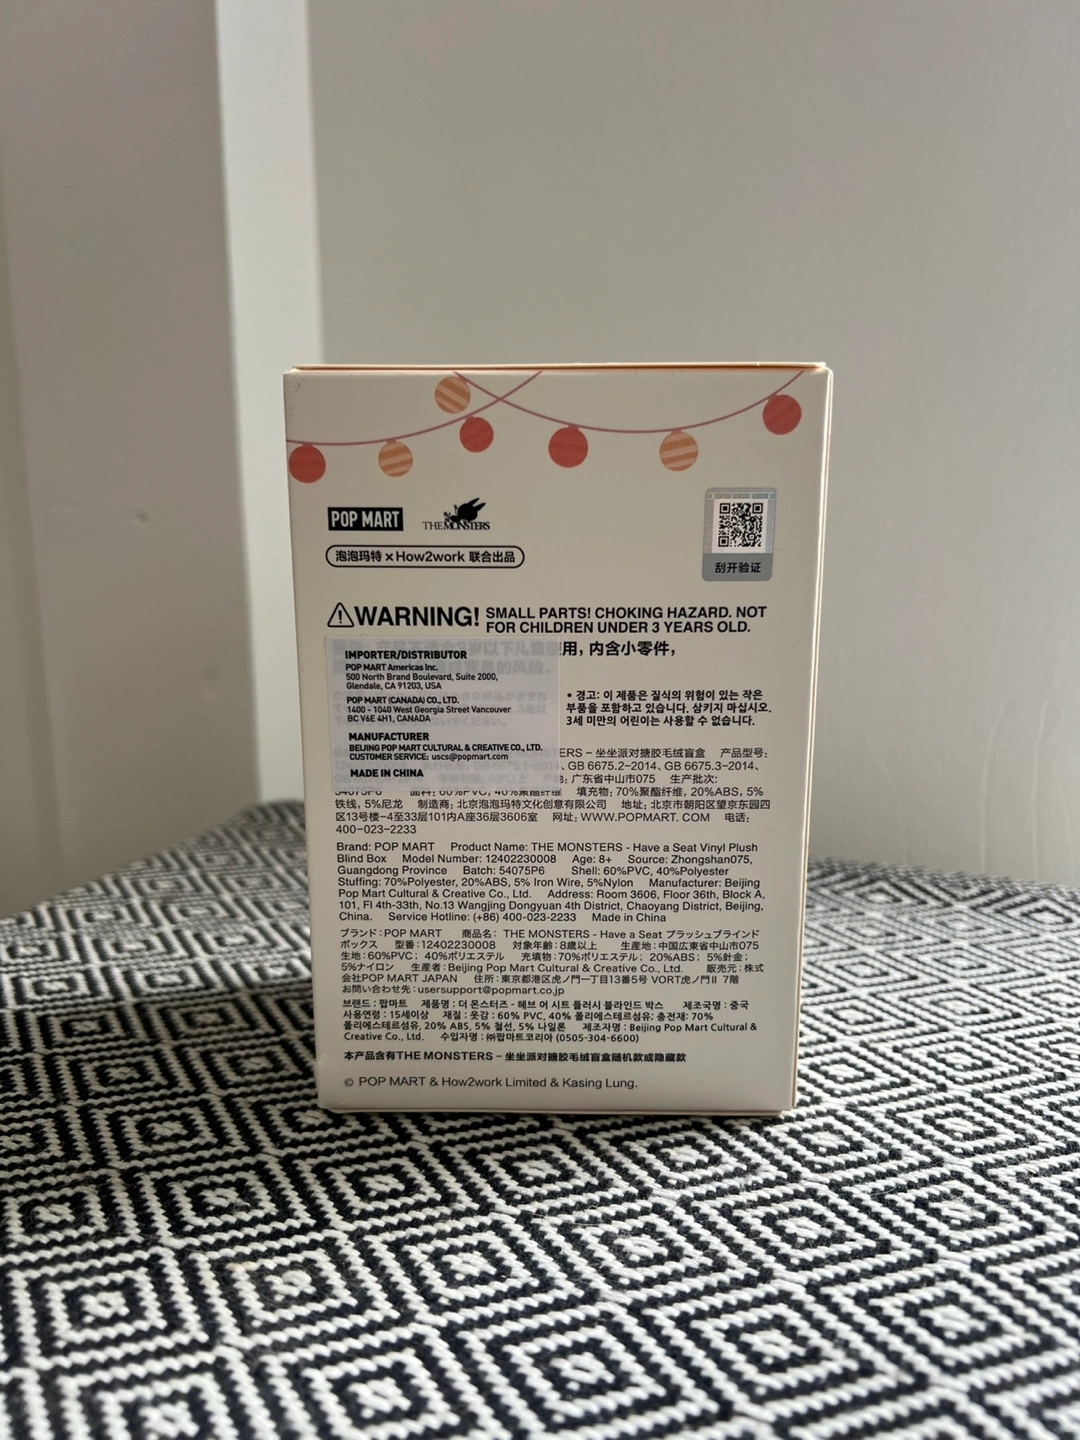 POP MART
THE MONSTERS
泡泡玛特 × How2work 联合出品
刮开验证
WARNING! SMALL PARTS! CHOKING HAZARD. NOT
FOR CHILDREN UNDER 3 YEARS OLD.
用，内含小零件，
IMPORTER/DISTRIBUTOR
POP MART Americas Inc.
500 North Brand Boulevard, Suite 2000,
Glendale, CA 91203, USA
POP MART (CANADA) CO., LTD.
1400 - 1040 West Georgia Street Vancouver
BC V6E 4H1, CANADA
MANUFACTURER
BEIJING POP MART CULTURAL & CREATIVE CO., LTD.
CUSTOMER SERVICE: uscs@popmart.com
MADE IN CHINA
* 경고: 이 제품은 질식의 위험이 있는 작은
부품을 포함하고 있습니다. 삼키지 마십시오.
3세 미만의 어린이는 사용할 수 없습니다.
ERS – 坐坐派对搪胶毛绒盲盒 产品型号:
GB 6675.2–2014、GB 6675.3–2014、
广东省中山市075 生产批次:
54075P6 面料: 60%PVC, 40%聚酯纤维 填充物: 70%聚酯纤维, 20%ABS, 5%
铁线, 5%尼龙 制造商: 北京泡泡玛特文化创意有限公司 地址: 北京市朝阳区望京东园四
区13号楼–4至33层101内A座36层3606室 网址: WWW.POPMART. COM 电话:
400-023-2233
Brand: POP MART Product Name: THE MONSTERS - Have a Seat Vinyl Plush
Blind Box Model Number: 12402230008 Age: 8+ Source: Zhongshan075,
Guangdong Province Batch: 54075P6 Shell: 60%PVC, 40%Polyester
Stuffing: 70%Polyester, 20%ABS, 5% Iron Wire, 5%Nylon Manufacturer: Beijing
Pop Mart Cultural & Creative Co., Ltd. Address: Room 3606, Floor 36th, Block A,
101, Fl 4th-33th, No.13 Wangjing Dongyuan 4th District, Chaoyang District, Beijing,
China. Service Hotline: (+86) 400-023-2233 Made in China
ブランド: POP MART 商品名: THE MONSTERS - Have a Seat プラッシュブラインド
ボックス 型番: 12402230008 対象年齢: 8歳以上 生産地: 中国広東省中山市075
生地: 60%PVC; 40%ポリエステル 充填物: 70%ポリエステル; 20%ABS; 5%針金;
5%ナイロン 生産者: Beijing Pop Mart Cultural & Creative Co., Ltd. 販売元: 株式
会社POP MART JAPAN 住所: 東京都港区虎ノ門一丁目13番5号 VORT虎ノ門Ⅱ 7階
お問い合わせ先: usersupport@popmart.co.jp
브랜드 : 팝마트 제품명 : 더 몬스터즈 - 헤브 어 시트 플러시 블라인드 박스 제조국명 : 중국
사용연령 : 15세이상 재질 : 옷감 : 60% PVC, 40% 폴리에스테르섬유; 충전재: 70%
폴리에스테르섬유, 20% ABS, 5% 철선, 5% 나일론 제조자명 : Beijing Pop Mart Cultural &
Creative Co., Ltd. 수입자명 : ㈜팝마트코리아 (0505-304-6600)
本产品含有THE MONSTERS – 坐坐派对搪胶毛绒盲盒随机款或隐藏款
© POP MART & How2work Limited & Kasing Lung.